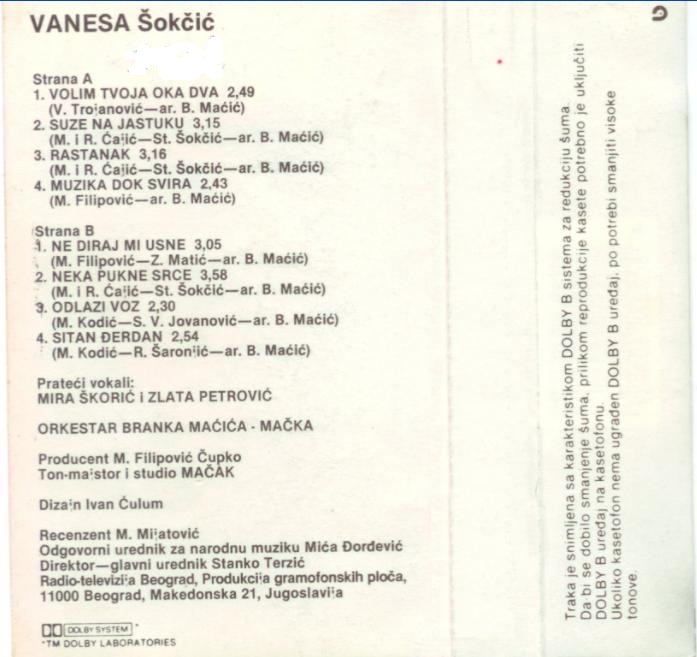 VANESA Šokčić
Strana A
1. VOLIM TVOJA OKA DVA 2,49
(V. Trojanović—ar. B. Maćić)
2. SUZE NA JASTUKU 3,15
(M. i R. Ćajić—St. Šokčić—ar. B. Maćić)
3. RASTANAK 3,16
(M. i R. Ćajić—St. Šokčić—ar. B. Maćić)
4. MUZIKA DOK SVIRA 2,43
(M. Filipović—ar. B. Maćić)
Strana B
1. NE DIRAJ MI USNE 3,05
(M. Filipović—Z. Matić—ar. B. Maćić)
2. NEKA PUKNE SRCE 3,58
(M. i R. Ćajić—St. Šokčić—ar. B. Maćić)
3. ODLAZI VOZ 2,30
(M. Kodić—S. V. Jovanović—ar. B. Maćić)
4. SITAN ĐERDAN 2,54
(M. Kodić—R. Šaronjić—ar. B. Maćić)
Prateći vokali:
MIRA ŠKORIĆ i ZLATA PETROVIĆ
ORKESTAR BRANKA MAĆIĆA - MAČKA
Producent M. Filipović Čupko
Ton-majstor i studio MAČAK
Dizajn Ivan Ćulum
Recenzent M. Mijatović
Odgovorni urednik za narodnu muziku Mića Đorđević
Direktor—glavni urednik Stanko Terzić
Radio-televizija Beograd, Produkcija gramofonskih ploča,
11000 Beograd, Makedonska 21, Jugoslavija
DOLBY SYSTEM *
*TM DOLBY LABORATORIES
Traka je snimljena sa karakteristikom DOLBY B sistema za redukciju šuma.
Da bi se dobilo smanjenje šuma, prilikom reprodukcije kasete potrebno je uključiti
DOLBY B uređaj na kasetofonu.
Ukoliko kasetofon nema ugrađen DOLBY B uređaj, po potrebi smanjiti visoke
tonove.